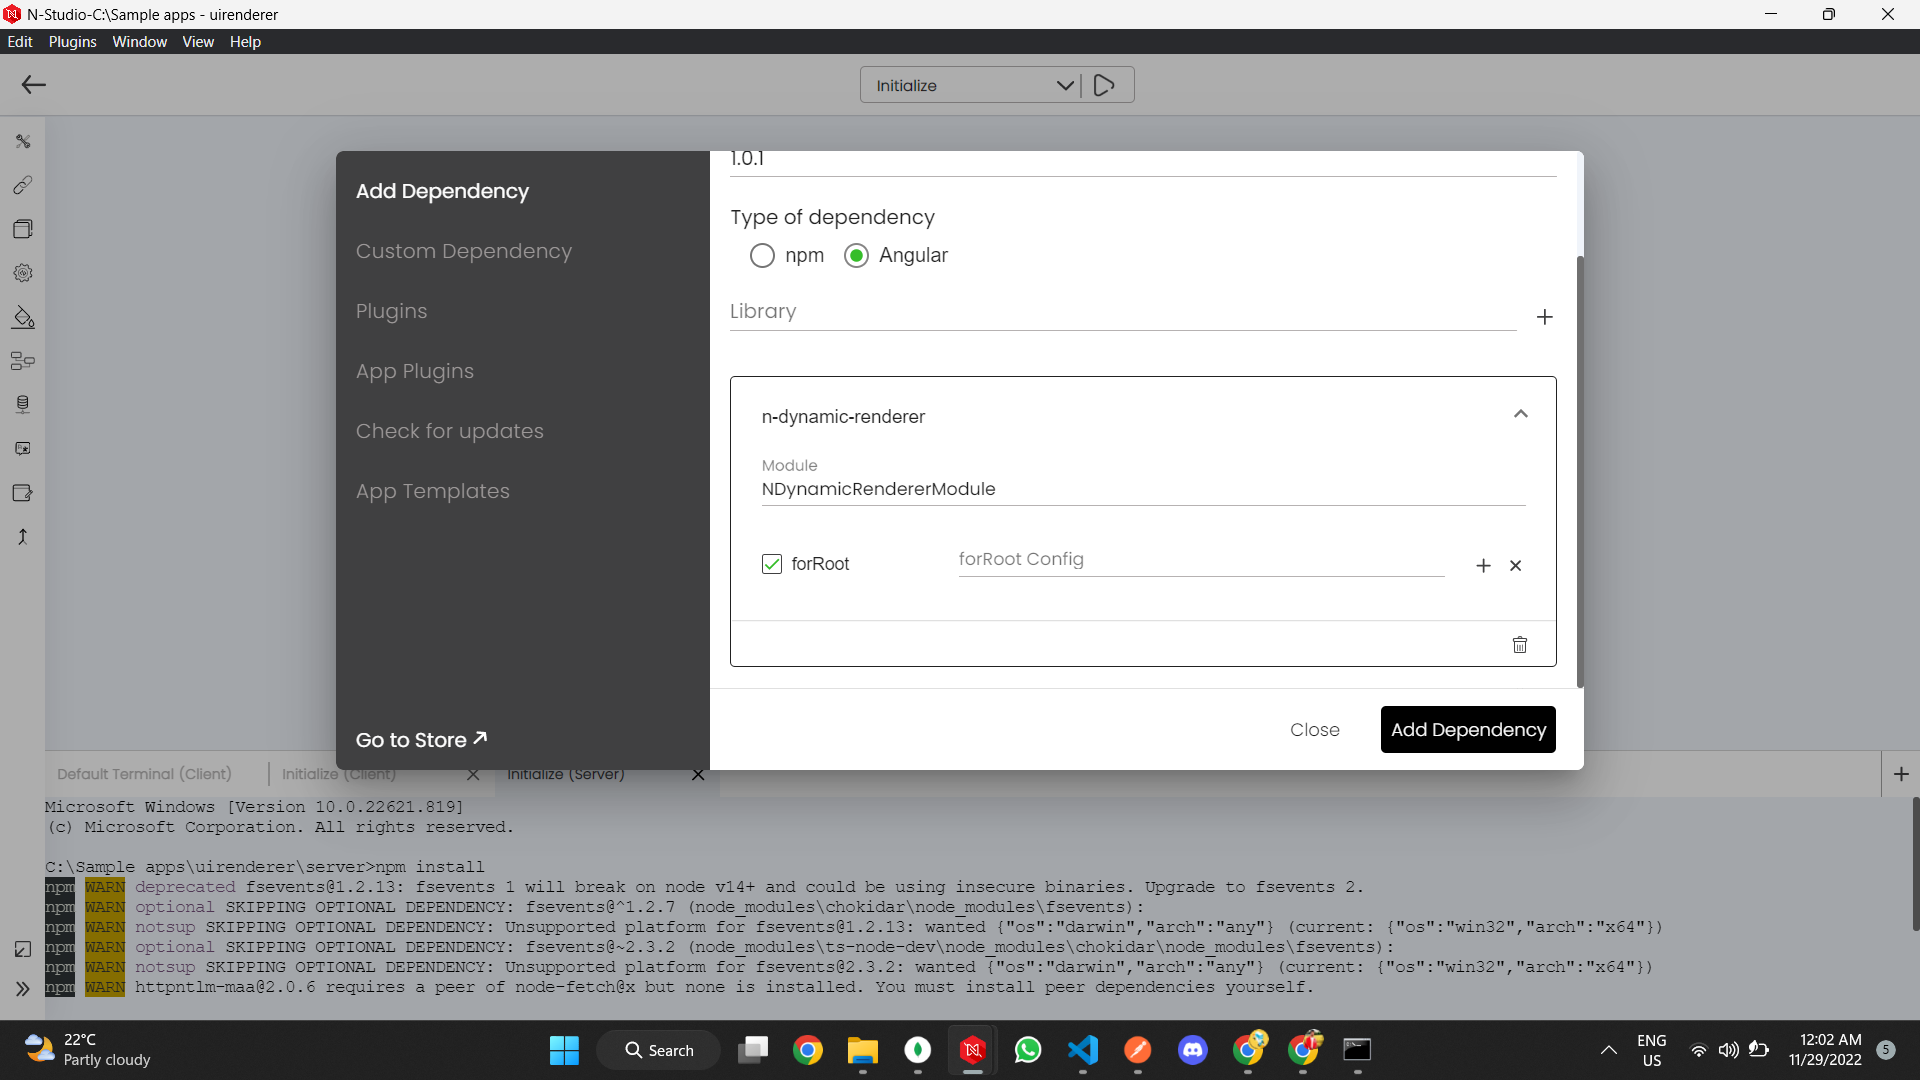 N-Studio-C:\Sample apps - uirenderer
Edit Plugins Window View Help
Initialize
Add Dependency
Custom Dependency
Plugins
App Plugins
Check for updates
App Templates
Go to Store
1.0.1
Type of dependency
npm Angular
Library
n-dynamic-renderer
Module
NDynamicRendererModule
forRoot forRoot Config
Close Add Dependency
Default Terminal (Client) Initialize (Client) Initialize (Server)
Microsoft Windows [Version 10.0.22621.819]
(c) Microsoft Corporation. All rights reserved.
C:\Sample apps\uirenderer\server>npm install
npm WARN deprecated fsevents@1.2.13: fsevents 1 will break on node v14+ and could be using insecure binaries. Upgrade to fsevents 2.
npm WARN optional SKIPPING OPTIONAL DEPENDENCY: fsevents@^1.2.7 (node_modules\chokidar\node_modules\fsevents):
npm WARN notsup SKIPPING OPTIONAL DEPENDENCY: Unsupported platform for fsevents@1.2.13: wanted {"os":"darwin","arch":"any"} (current: {"os":"win32","arch":"x64"})
npm WARN optional SKIPPING OPTIONAL DEPENDENCY: fsevents@~2.3.2 (node_modules\ts-node-dev\node_modules\chokidar\node_modules\fsevents):
npm WARN notsup SKIPPING OPTIONAL DEPENDENCY: Unsupported platform for fsevents@2.3.2: wanted {"os":"darwin","arch":"any"} (current: {"os":"win32","arch":"x64"})
npm WARN httpntlm-maa@2.0.6 requires a peer of node-fetch@x but none is installed. You must install peer dependencies yourself.
22°C
Partly cloudy
Search
ENG
US
12:02 AM
11/29/2022
5